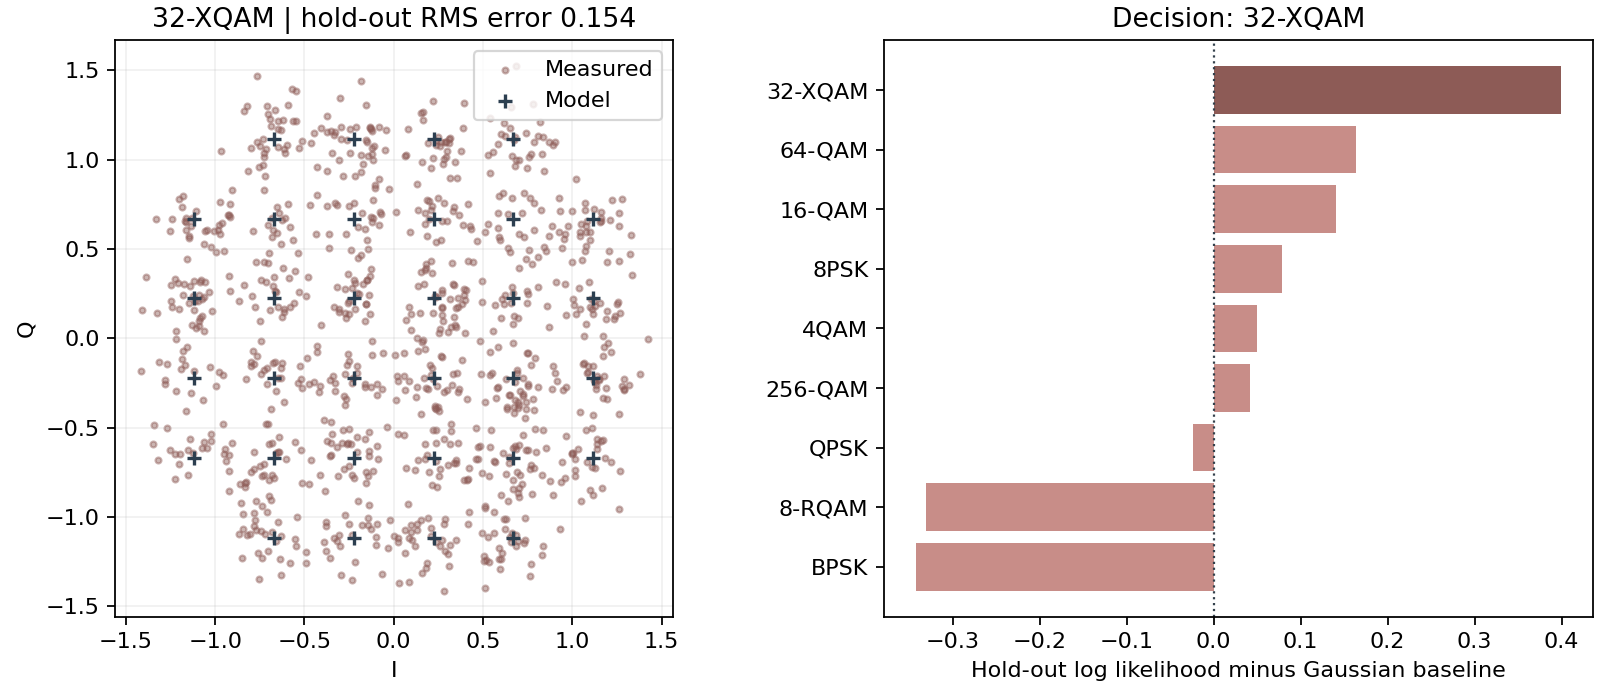 32-XQAM | hold-out RMS error 0.154
Measured
Model
1.5
1.0
0.5
0.0
−0.5
−1.0
−1.5
Q
−1.5
−1.0
−0.5
0.0
0.5
1.0
1.5
I
Decision: 32-XQAM
32-XQAM
64-QAM
16-QAM
8PSK
4QAM
256-QAM
QPSK
8-RQAM
BPSK
−0.3
−0.2
−0.1
0.0
0.1
0.2
0.3
0.4
Hold-out log likelihood minus Gaussian baseline